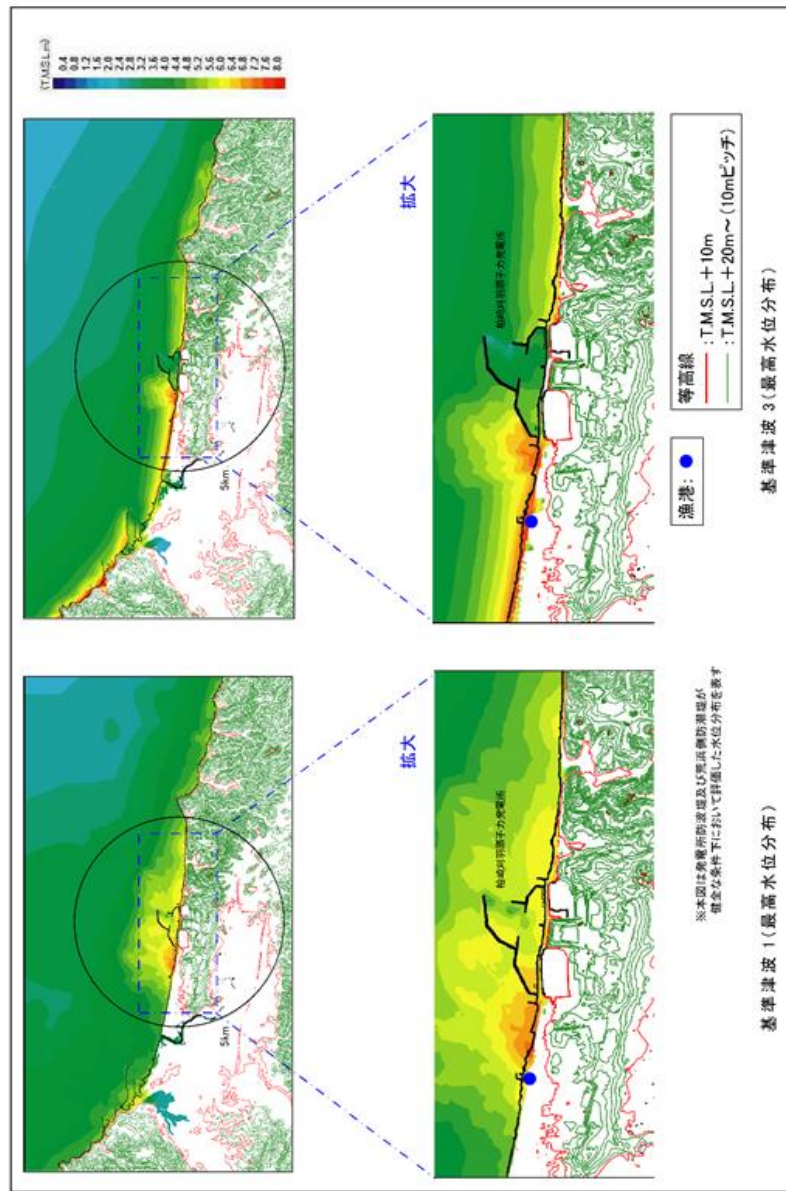 (T.M.S.L.m)
0.4
0.8
1.2
1.6
2.0
2.4
2.8
3.2
3.6
4.0
4.4
4.8
5.2
5.6
6.0
6.4
6.8
7.2
7.6
8.0
5km
拡大
柏崎刈羽原子力発電所
※本図は発電所防波堤及び荒浜側防潮堤が
健全な条件下において評価した水位分布を表す
基準津波1(最高水位分布)
5km
拡大
柏崎刈羽原子力発電所
漁港:
等高線
:T.M.S.L.+10m
:T.M.S.L.+20m~(10mピッチ)
基準津波3(最高水位分布)